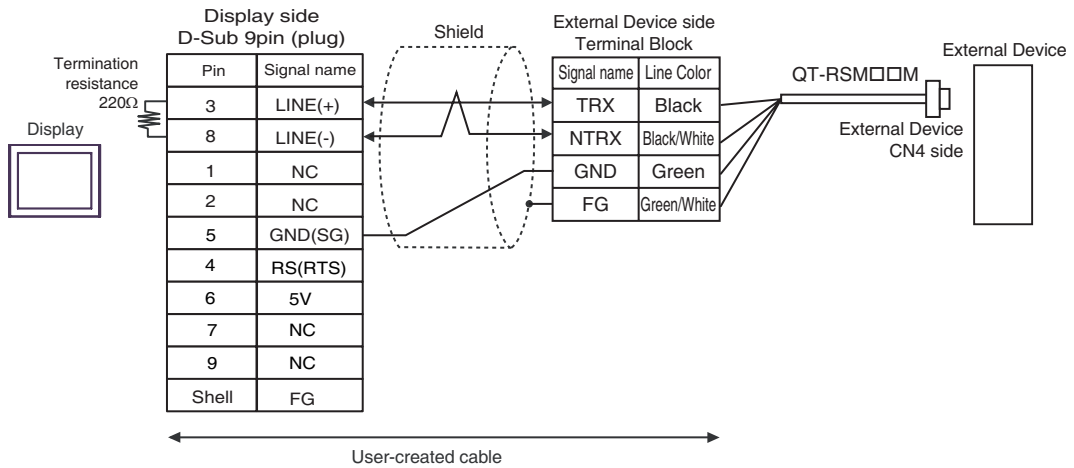 Display side
D-Sub 9pin (plug)
Shield
External Device side
Terminal Block
External Device
Termination
resistance
220Ω
Display
Pin Signal name
3 LINE(+)
8 LINE(-)
1 NC
2 NC
5 GND(SG)
4 RS(RTS)
6 5V
7 NC
9 NC
Shell FG
Signal name Line Color
TRX Black
NTRX Black/White
GND Green
FG Green/White
QT-RSM□□M
External Device
CN4 side
User-created cable